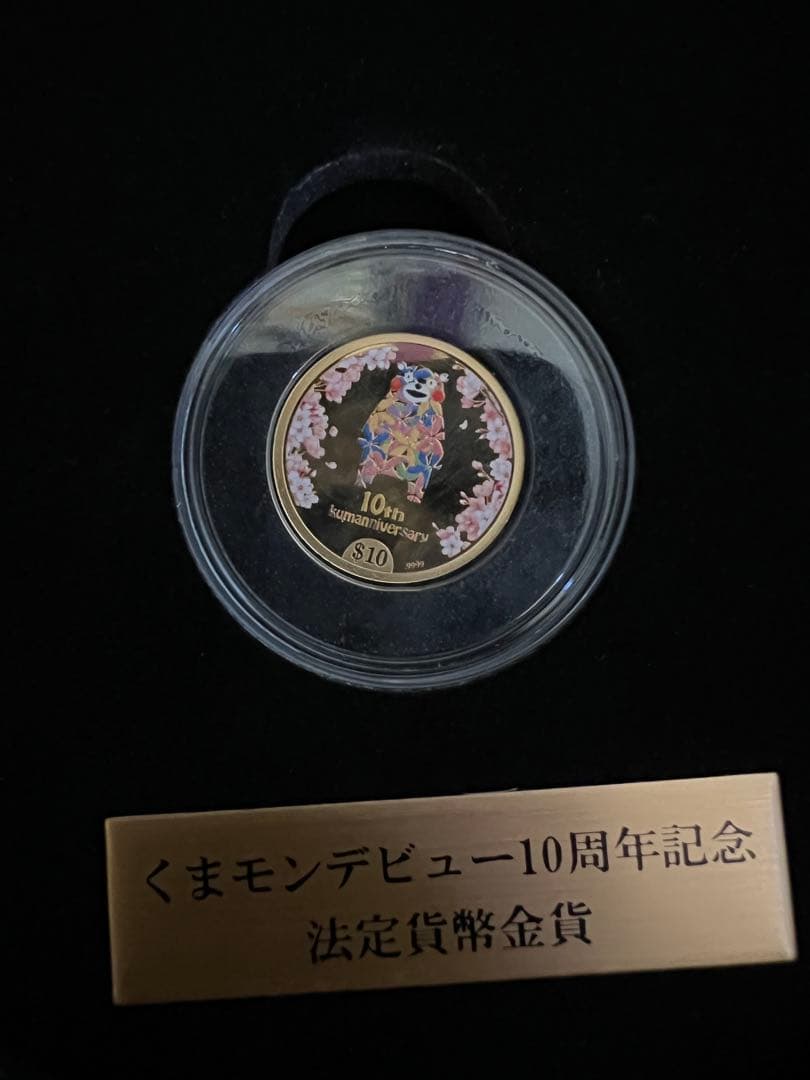 10th
kumanniversary
$10
9999
くまモンデビュー10周年記念
法定貨幣金貨